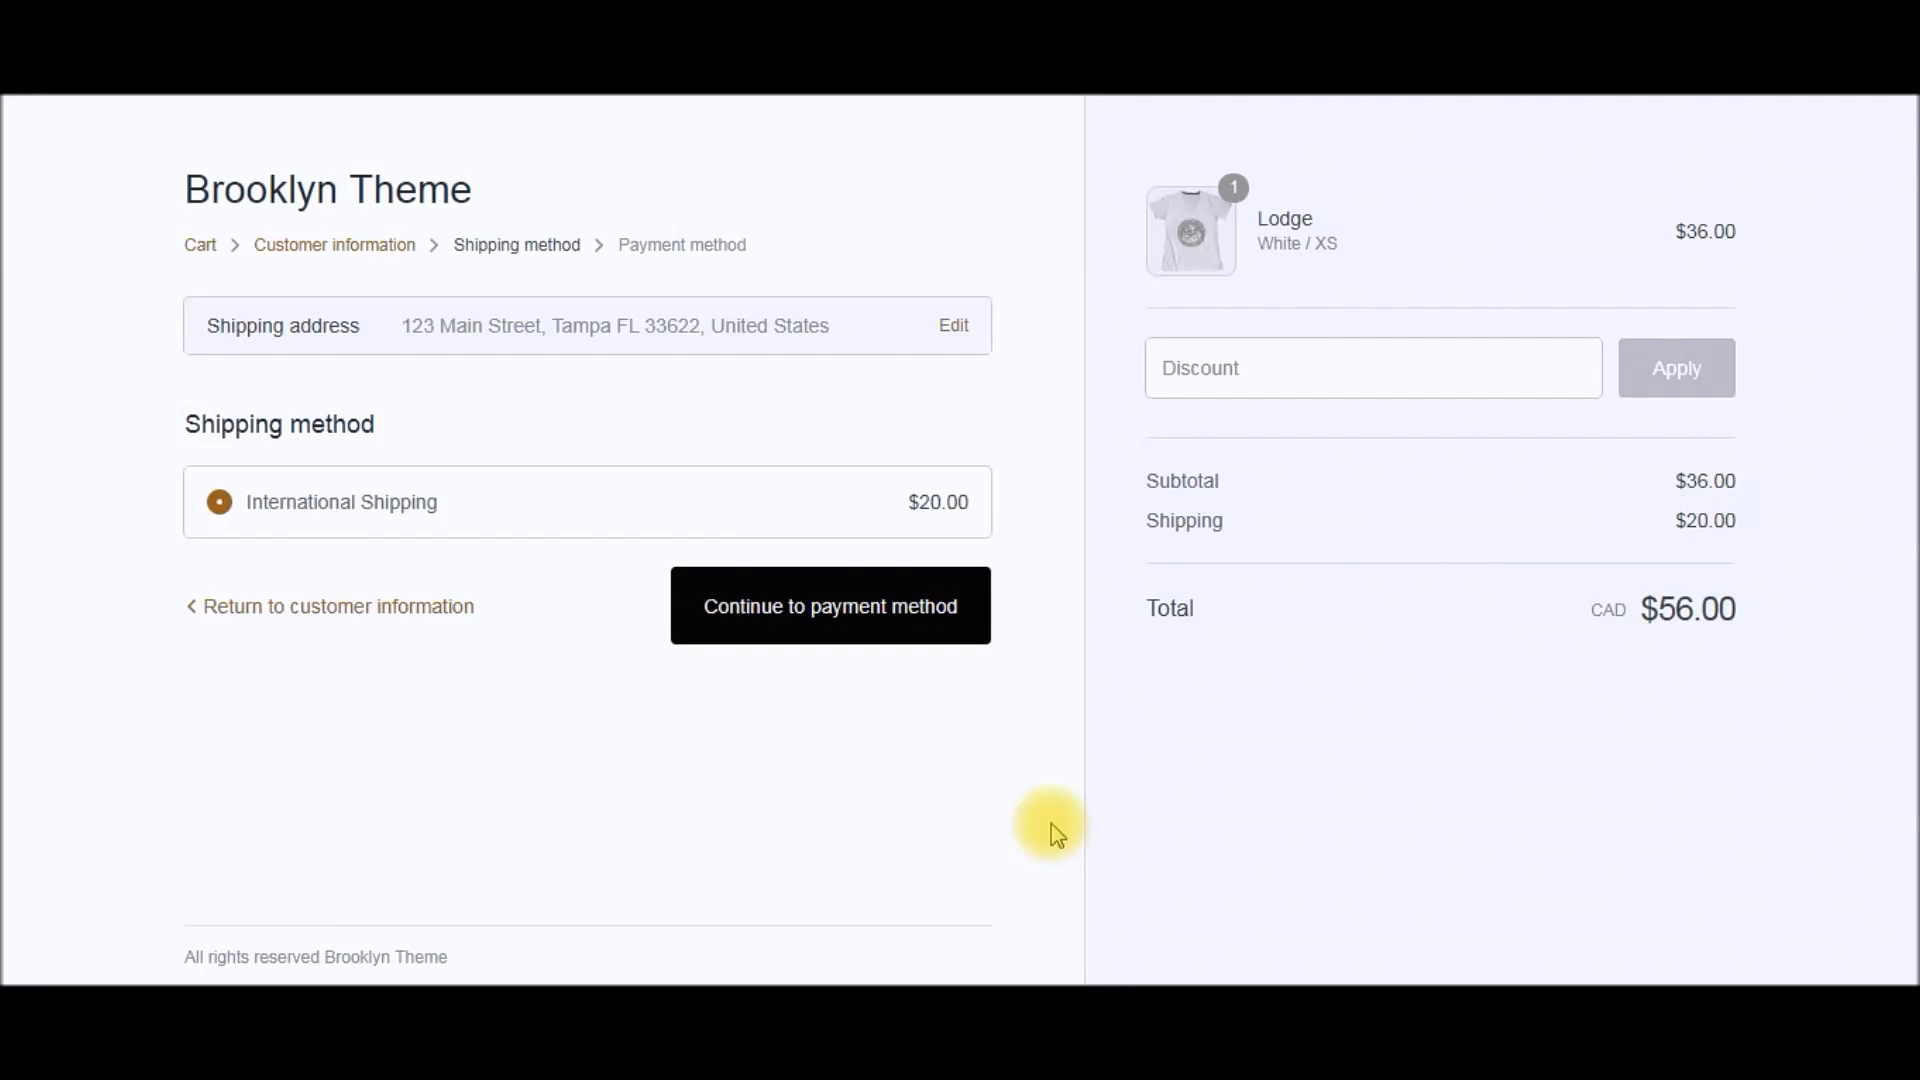 Brooklyn Theme
Cart > Customer information > Shipping method > Payment method
Shipping address 123 Main Street, Tampa FL 33622, United States Edit
Shipping method
International Shipping $20.00
< Return to customer information Continue to payment method
All rights reserved Brooklyn Theme
1
Lodge
White / XS
$36.00
Discount Apply
Subtotal $36.00
Shipping $20.00
Total CAD $56.00